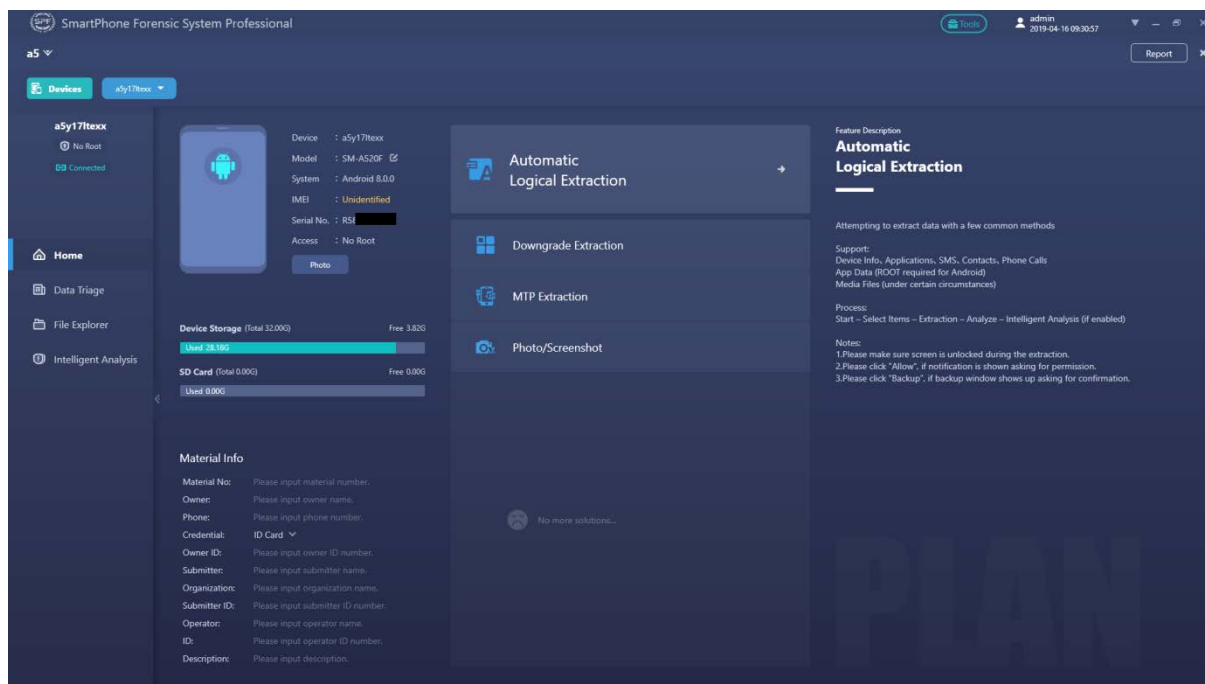 SPF
SmartPhone Forensic System Professional
Tools
admin
2019-04-16 09:30:57
a5
Report
Devices
a5y17ltexx
a5y17ltexx
No Root
Connected
Home
Data Triage
File Explorer
Intelligent Analysis
Device : a5y17ltexx
Model : SM-A520F
System : Android 8.0.0
IMEI : Unidentified
Serial No. : R58
Access : No Root
Photo
Device Storage (Total 32.00G) Free 3.82G
Used 28.18G
SD Card (Total 0.00G) Free 0.00G
Used 0.00G
Material Info
Material No: Please input material number.
Owner: Please input owner name.
Phone: Please input phone number.
Credential: ID Card
Owner ID: Please input owner ID number.
Submitter: Please input submitter name.
Organization: Please input organization name.
Submitter ID: Please input submitter ID number.
Operator: Please input operator name.
ID: Please input operator ID number.
Description: Please input description.
Automatic
Logical Extraction
Downgrade Extraction
MTP Extraction
Photo/Screenshot
No more solutions...
Feature Description
Automatic
Logical Extraction
Attempting to extract data with a few common methods
Support:
Device Info、Applications、SMS、Contacts、Phone Calls
App Data (ROOT required for Android)
Media Files (under certain circumstances)
Process:
Start – Select Items – Extraction – Analyze – Intelligent Analysis (if enabled)
Notes:
1.Please make sure screen is unlocked during the extraction.
2.Please click "Allow", if notification is shown asking for permission.
3.Please click "Backup", if backup window shows up asking for confirmation.
PLAN